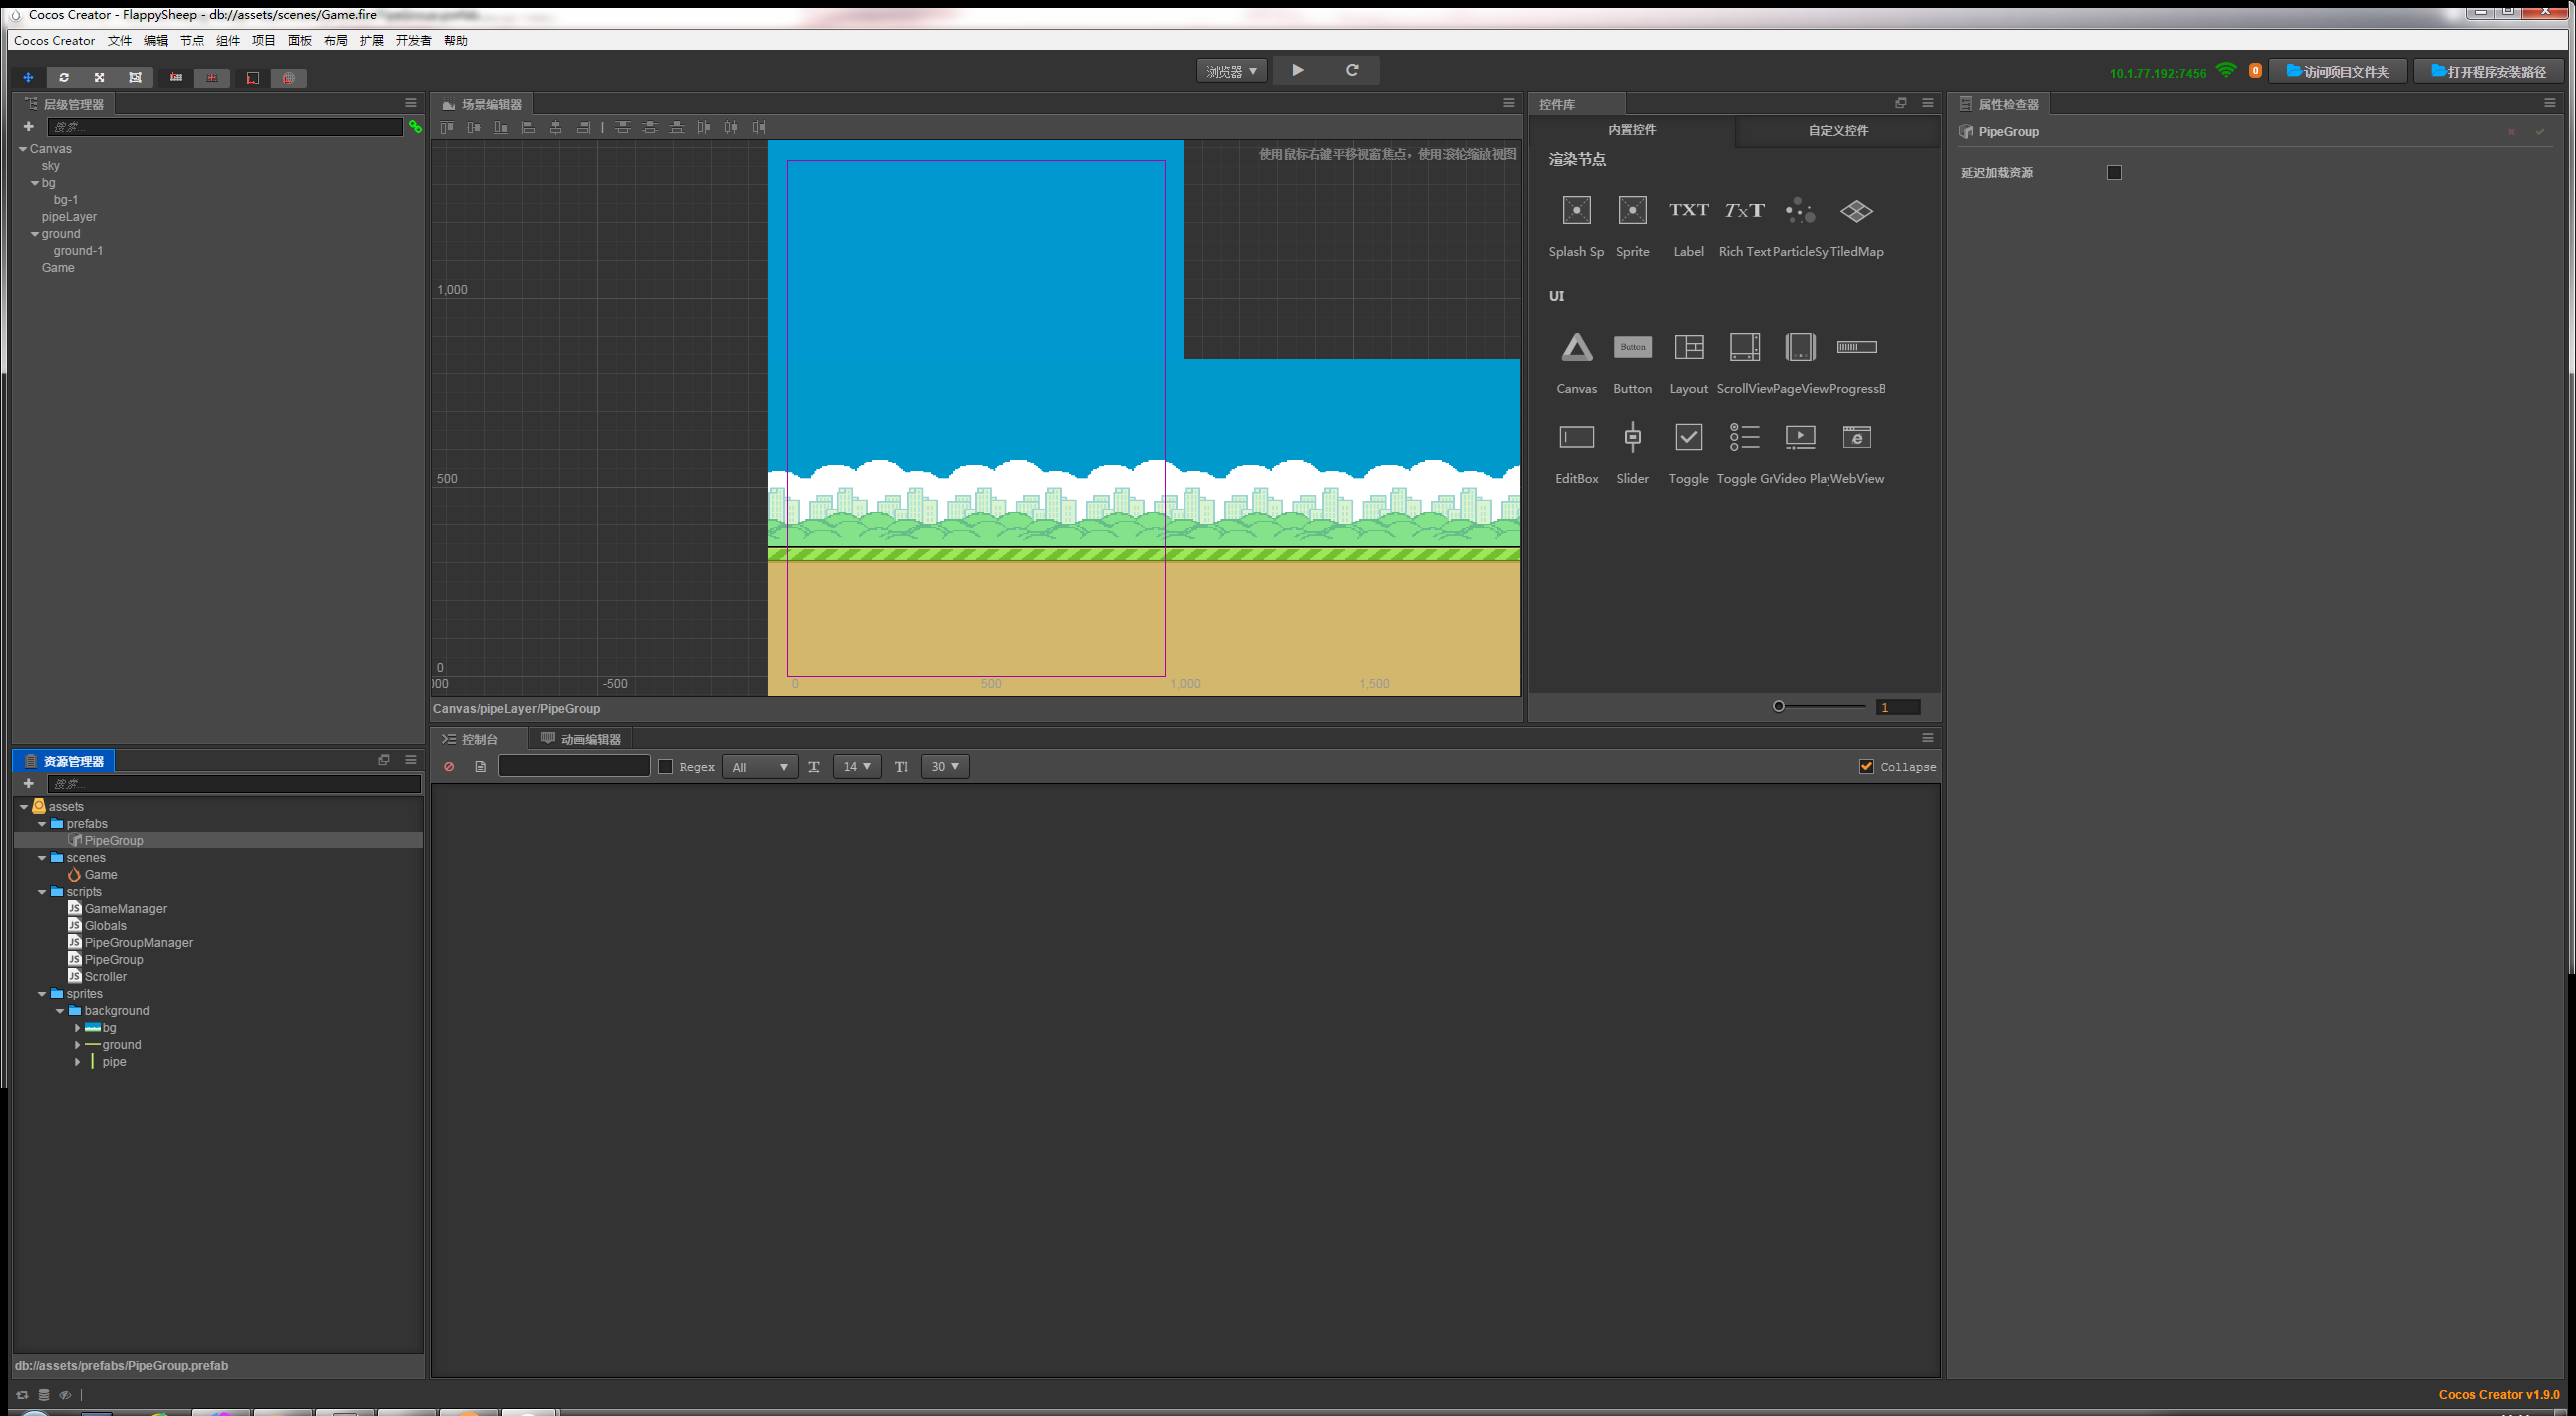 Cocos Creator - FlappySheep - db://assets/scenes/Game.fire
Cocos Creator 文件 编辑 节点 组件 项目 面板 布局 扩展 开发者 帮助
浏览器
10.1.77.192:7456 0 访问项目文件夹 打开程序安装路径
层级管理器
搜索...
Canvas
sky
bg
bg-1
pipeLayer
ground
ground-1
Game
场景编辑器
使用鼠标右键平移视窗焦点，使用滚轮缩放视图
1,000
500
0
-500 0 500 1,000 1,500
Canvas/pipeLayer/PipeGroup
控件库
内置控件 自定义控件
渲染节点
TXT TxT
Splash Sp Sprite Label Rich Text ParticleSy TiledMap
UI
Button
Canvas Button Layout ScrollView PageView ProgressB
EditBox Slider Toggle Toggle Gr Video Play WebView
1
属性检查器
PipeGroup
延迟加载资源
资源管理器
搜索...
assets
prefabs
PipeGroup
scenes
Game
scripts
JS GameManager
JS Globals
JS PipeGroupManager
JS PipeGroup
JS Scroller
sprites
background
bg
ground
pipe
db://assets/prefabs/PipeGroup.prefab
控制台 动画编辑器
Regex All 14 30 Collapse
Cocos Creator v1.9.0